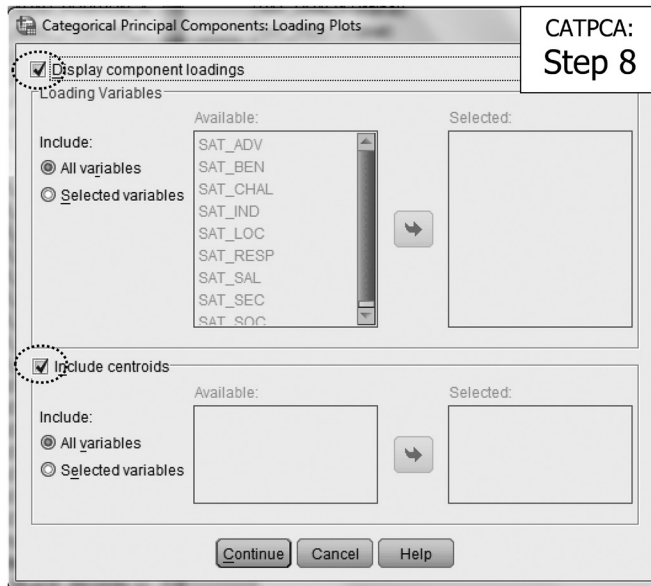 Categorical Principal Components: Loading Plots
CATPCA:
Step 8
Display component loadings
Loading Variables
Available:
Selected:
Include:
All variables
Selected variables
SAT_ADV
SAT_BEN
SAT_CHAL
SAT_IND
SAT_LOC
SAT_RESP
SAT_SAL
SAT_SEC
SAT_SOC
Include centroids
Available:
Selected:
Include:
All variables
Selected variables
Continue
Cancel
Help